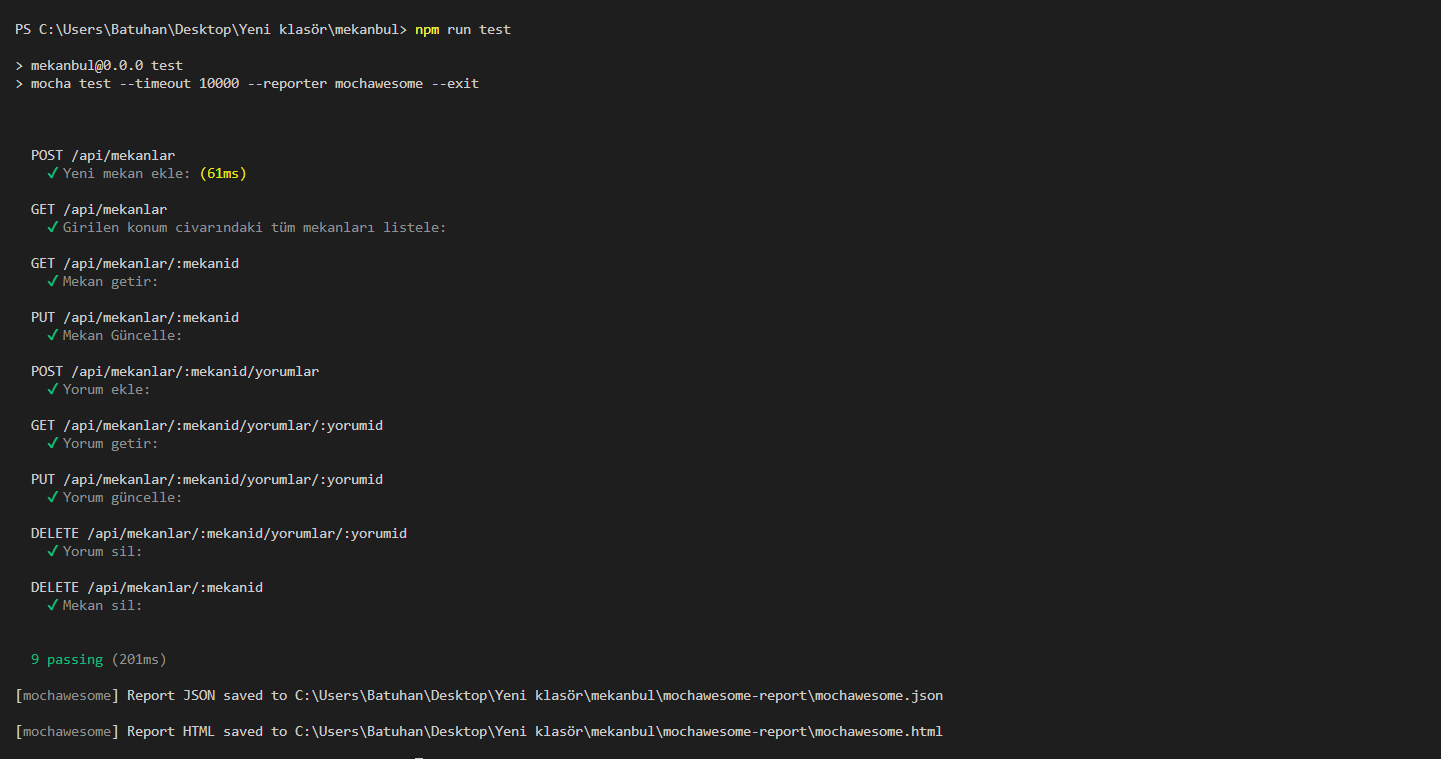 PS C:\Users\Batuhan\Desktop\Yeni klasör\mekanbul> npm run test
> mekanbul@0.0.0 test
> mocha test --timeout 10000 --reporter mochawesome --exit
POST /api/mekanlar
✓ Yeni mekan ekle: (61ms)
GET /api/mekanlar
✓ Girilen konum civarındaki tüm mekanları listele:
GET /api/mekanlar/:mekanid
✓ Mekan getir:
PUT /api/mekanlar/:mekanid
✓ Mekan Güncelle:
POST /api/mekanlar/:mekanid/yorumlar
✓ Yorum ekle:
GET /api/mekanlar/:mekanid/yorumlar/:yorumid
✓ Yorum getir:
PUT /api/mekanlar/:mekanid/yorumlar/:yorumid
✓ Yorum güncelle:
DELETE /api/mekanlar/:mekanid/yorumlar/:yorumid
✓ Yorum sil:
DELETE /api/mekanlar/:mekanid
✓ Mekan sil:
9 passing (201ms)
[mochawesome] Report JSON saved to C:\Users\Batuhan\Desktop\Yeni klasör\mekanbul\mochawesome-report\mochawesome.json
[mochawesome] Report HTML saved to C:\Users\Batuhan\Desktop\Yeni klasör\mekanbul\mochawesome-report\mochawesome.html